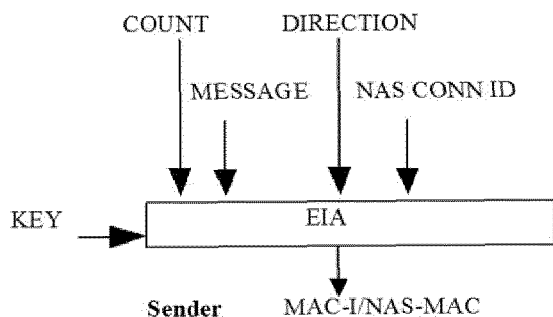 COUNT DIRECTION
MESSAGE NAS CONN ID
KEY EIA
Sender MAC-I/NAS-MAC